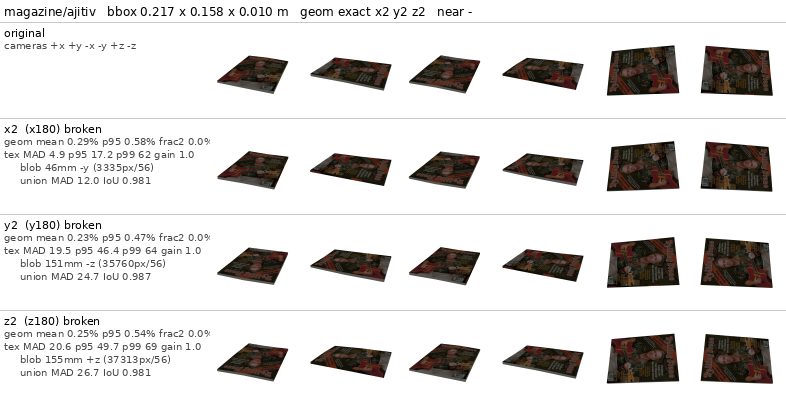 magazine/ajitiv   bbox 0.217 x 0.158 x 0.010 m   geom exact x2 y2 z2   near -
original
cameras +x +y -x -y +z -z
x2  (x180) broken
geom mean 0.29% p95 0.58% frac2 0.0%
tex MAD 4.9 p95 17.2 p99 62 gain 1.0
blob 46mm -y (3335px/56)
union MAD 12.0 IoU 0.981
y2  (y180) broken
geom mean 0.23% p95 0.47% frac2 0.0%
tex MAD 19.5 p95 46.4 p99 64 gain 1.0
blob 151mm -z (35760px/56)
union MAD 24.7 IoU 0.987
z2  (z180) broken
geom mean 0.25% p95 0.54% frac2 0.0%
tex MAD 20.6 p95 49.7 p99 69 gain 1.0
blob 155mm +z (37313px/56)
union MAD 26.7 IoU 0.981